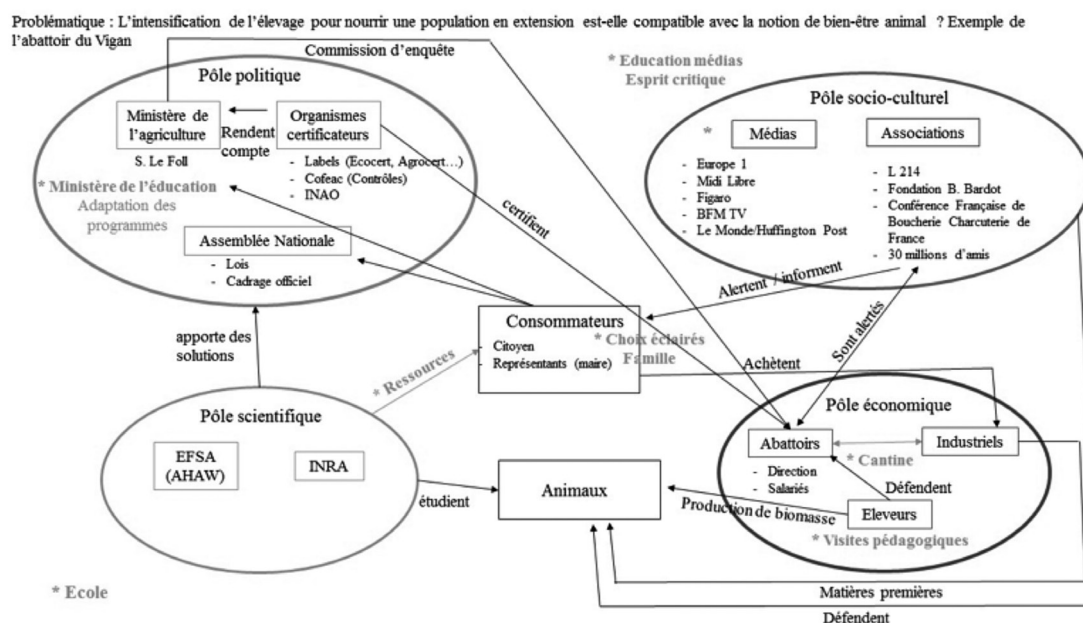 Problématique : L'intensification de l'élevage pour nourrir une population en extension est-elle compatible avec la notion de bien-être animal ? Exemple de
l'abattoir du Vigan
Commission d'enquête
Pôle politique
Ministère de
l'agriculture
S. Le Foll
Rendent
compte
Organismes
certificateurs
- Labels (Ecocert, Agrocert…)
- Cofeac (Contrôles)
- INAO
* Ministère de l'éducation
Adaptation des
programmes
Assemblée Nationale
- Lois
- Cadrage officiel
certifient
* Education médias
Esprit critique
Pôle socio-culturel
*
Médias
- Europe 1
- Midi Libre
- Figaro
- BFM TV
- Le Monde/Huffington Post
Associations
- L 214
- Fondation B. Bardot
- Conférence Française de
Boucherie Charcuterie de
France
- 30 millions d'amis
Alertent / informent
Sont alertés
apporte des
solutions
* Ressources
Consommateurs
- Citoyen
- Représentants (maire)
* Choix éclairés
Famille
Achètent
Pôle scientifique
EFSA
(AHAW)
INRA
étudient
Animaux
Pôle économique
Abattoirs
- Direction
- Salariés
* Cantine
Industriels
Défendent
Eleveurs
Production de biomasse
* Visites pédagogiques
Matières premières
Défendent
* Ecole